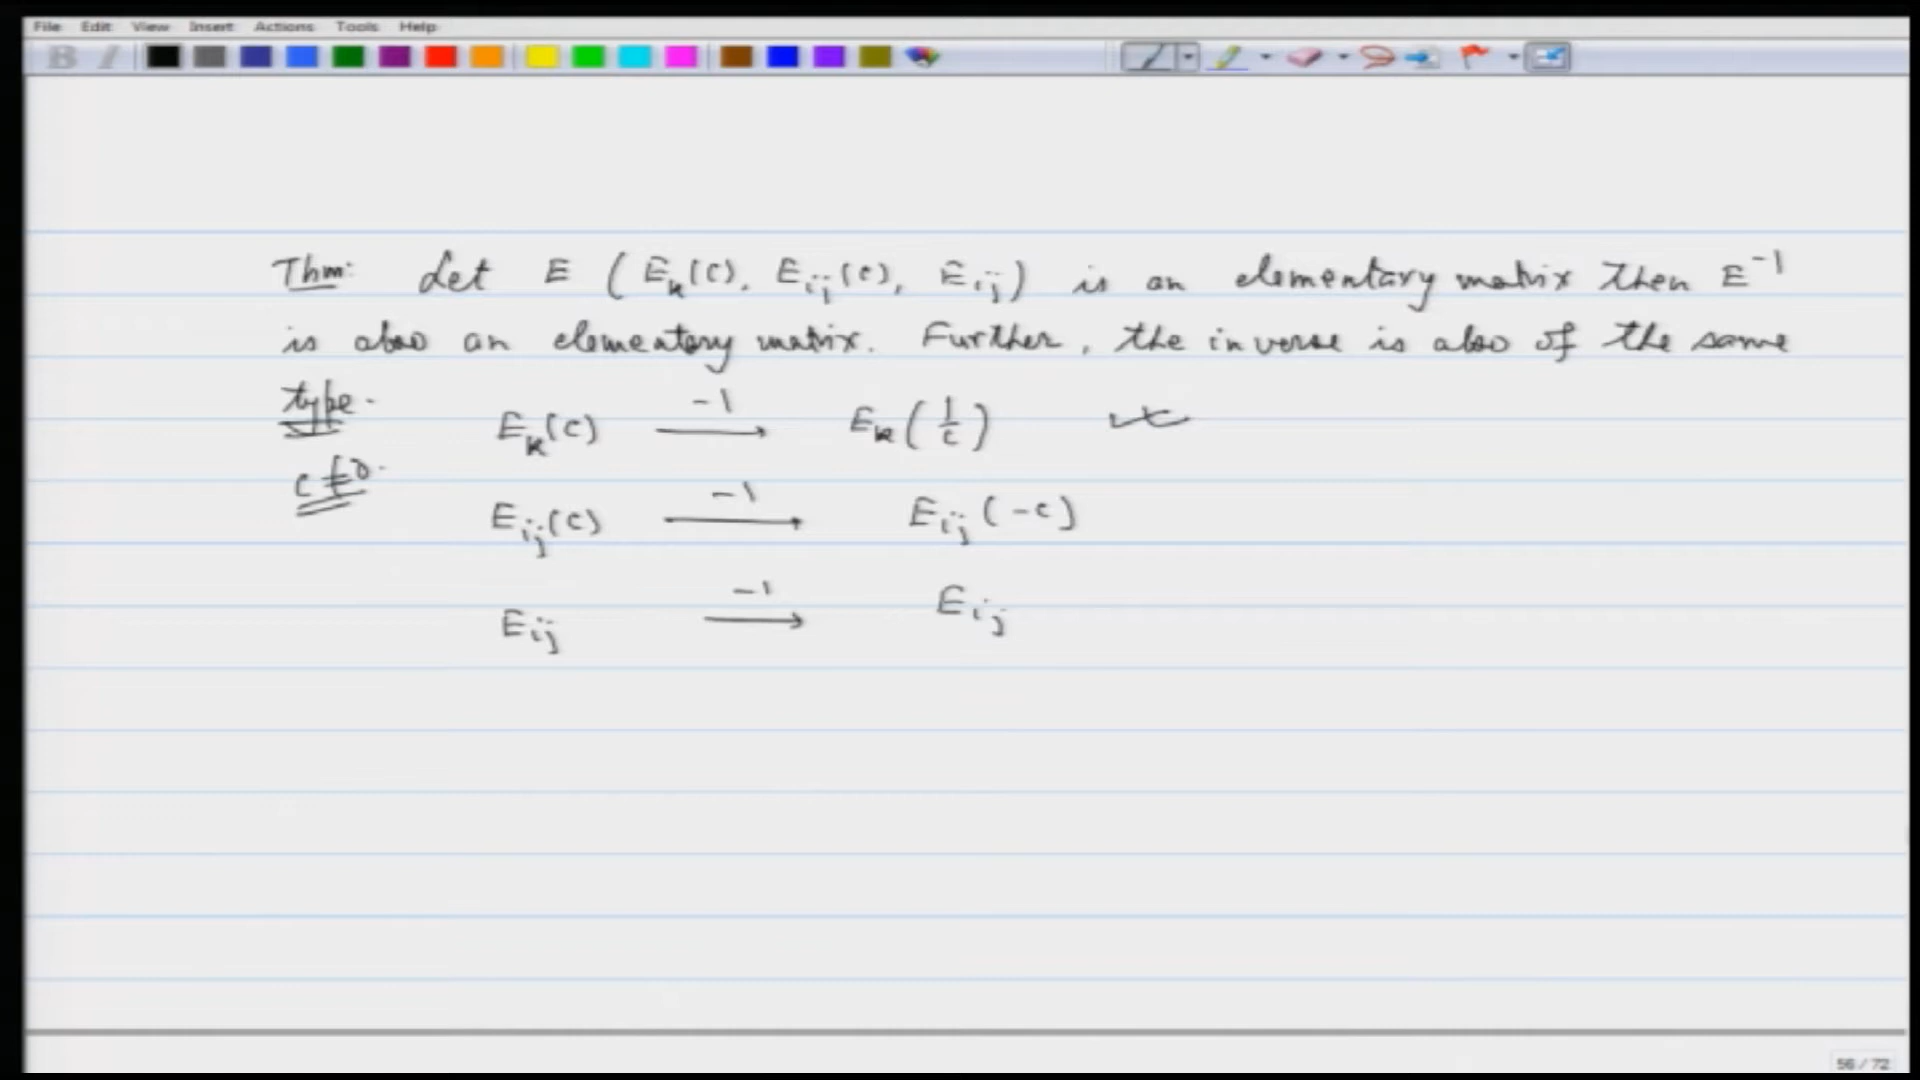 File Edit View Insert Actions Tools Help
B I
Thm: Let E (E_k(c), E_ij(c), E_ij) is an elementary matrix then E^-1
is also an elementary matrix. Further, the inverse is also of the same
type.
E_k(c) -1 → E_k(1/c)
c≠0.
E_ij(c) -1 → E_ij(-c)
E_ij -1 → E_ij
56 / 72